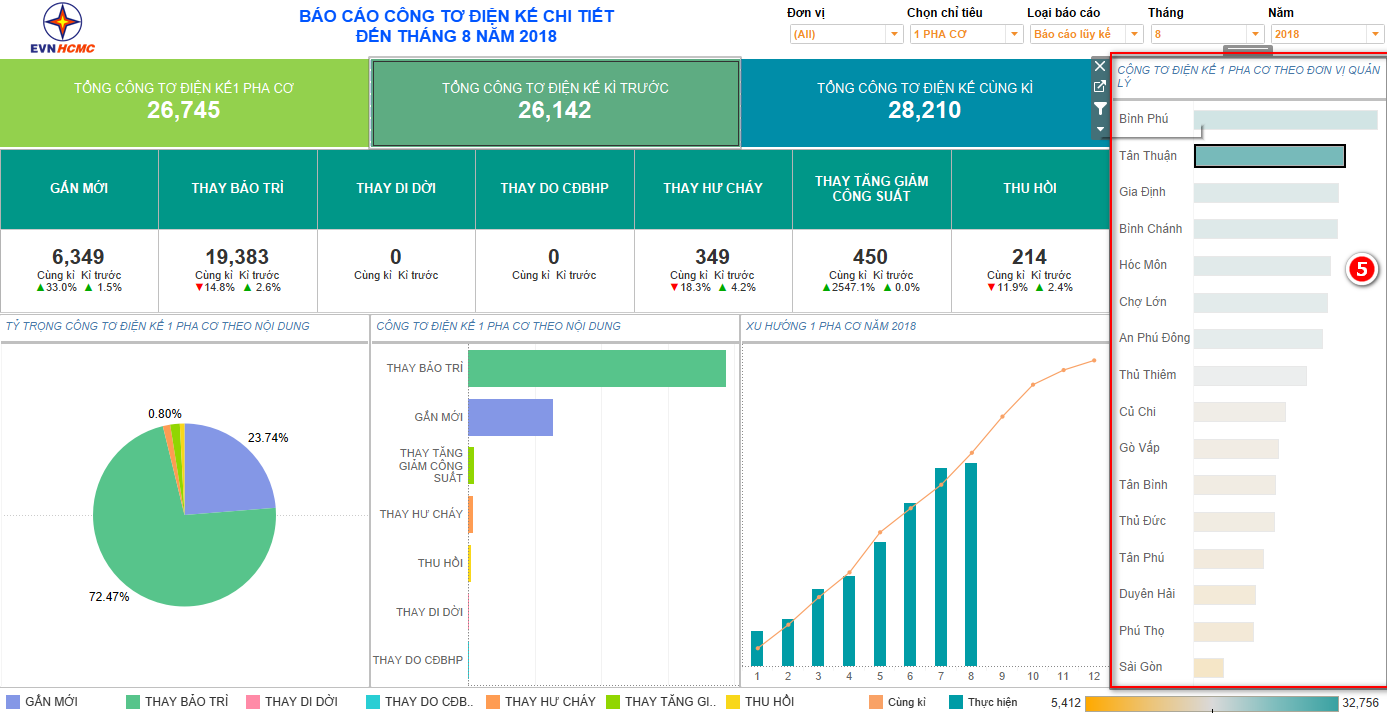 EVNHCMC
BÁO CÁO CÔNG TƠ ĐIỆN KẾ CHI TIẾT
ĐẾN THÁNG 8 NĂM 2018
Đơn vị
Chọn chỉ tiêu
Loại báo cáo
Tháng
Năm
(All)
1 PHA CƠ
Báo cáo lũy kế
8
2018
TỔNG CÔNG TƠ ĐIỆN KẾ1 PHA CƠ
26,745
TỔNG CÔNG TƠ ĐIỆN KẾ KÌ TRƯỚC
26,142
TỔNG CÔNG TƠ ĐIỆN KẾ CÙNG KÌ
28,210
GẮN MỚI
THAY BẢO TRÌ
THAY DI DỜI
THAY DO CĐBHP
THAY HƯ CHÁY
THAY TĂNG GIẢM
CÔNG SUẤT
THU HỒI
6,349
Cùng kì Kì trước
▲33.0% ▲ 1.5%
19,383
Cùng kì Kì trước
▼14.8% ▲ 2.6%
0
Cùng kì Kì trước
0
Cùng kì Kì trước
349
Cùng kì Kì trước
▼18.3% ▲ 4.2%
450
Cùng kì Kì trước
▲2547.1% ▲ 0.0%
214
Cùng kì Kì trước
▼11.9% ▲ 2.4%
TỶ TRỌNG CÔNG TƠ ĐIỆN KẾ 1 PHA CƠ THEO NỘI DUNG
0.80%
23.74%
72.47%
CÔNG TƠ ĐIỆN KẾ 1 PHA CƠ THEO NỘI DUNG
THAY BẢO TRÌ
GẮN MỚI
THAY TĂNG
GIẢM CÔNG
SUẤT
THAY HƯ CHÁY
THU HỒI
THAY DI DỜI
THAY DO CĐBHP
XU HƯỚNG 1 PHA CƠ NĂM 2018
1 2 3 4 5 6 7 8 9 10 11 12
CÔNG TƠ ĐIỆN KẾ 1 PHA CƠ THEO ĐƠN VỊ QUẢN
LÝ
Bình Phú
Tân Thuận
Gia Định
Bình Chánh
Hóc Môn
Chợ Lớn
An Phú Đông
Thủ Thiêm
Củ Chi
Gò Vấp
Tân Bình
Thủ Đức
Tân Phú
Duyên Hải
Phú Thọ
Sài Gòn
5
GẮN MỚI
THAY BẢO TRÌ
THAY DI DỜI
THAY DO CĐB..
THAY HƯ CHÁY
THAY TĂNG GI..
THU HỒI
Cùng kì
Thực hiện
5,412
32,756